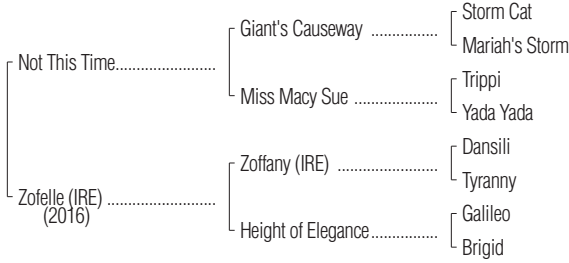 Storm Cat
Giant's Causeway ................
Mariah's Storm
Not This Time........................
Trippi
Miss Macy Sue ....................
Yada Yada
Dansili
Zoffany (IRE) ........................
Tyranny
Zofelle (IRE) ..........................
(2016)
Galileo
Height of Elegance................
Brigid